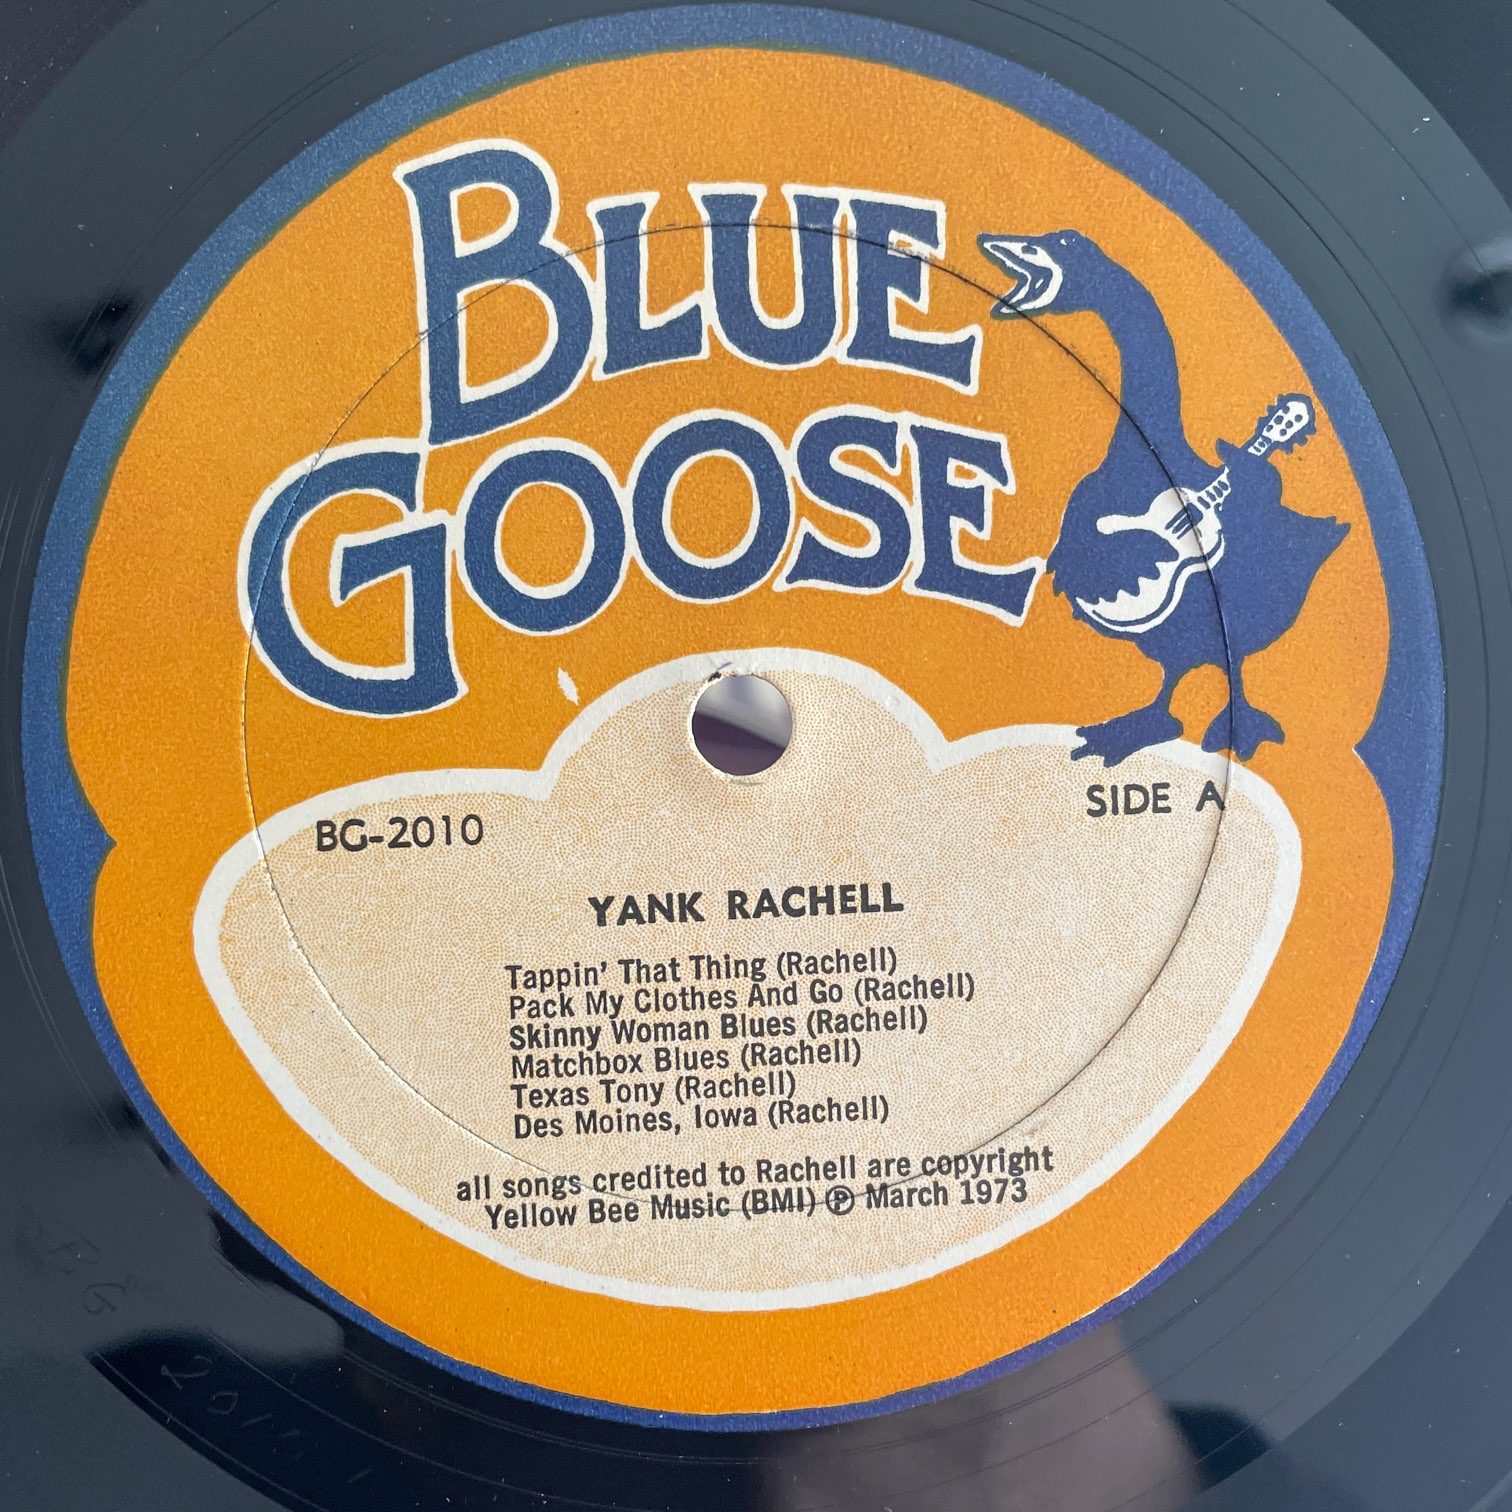 BLUE
GOOSE
BG-2010
SIDE A
YANK RACHELL
Tappin' That Thing (Rachell)
Pack My Clothes And Go (Rachell)
Skinny Woman Blues (Rachell)
Matchbox Blues (Rachell)
Texas Tony (Rachell)
Des Moines, Iowa (Rachell)
all songs credited to Rachell are copyright
Yellow Bee Music (BMI) ℗ March 1973
BG